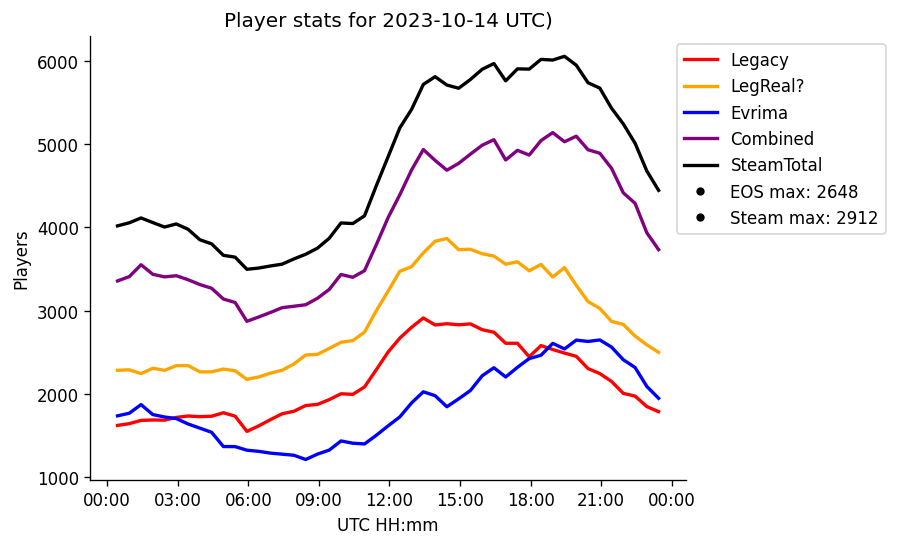 Player stats for 2023-10-14 UTC)
Legacy
LegReal?
Evrima
Combined
SteamTotal
EOS max: 2648
Steam max: 2912
Players
6000
5000
4000
3000
2000
1000
00:00 03:00 06:00 09:00 12:00 15:00 18:00 21:00 00:00
UTC HH:mm